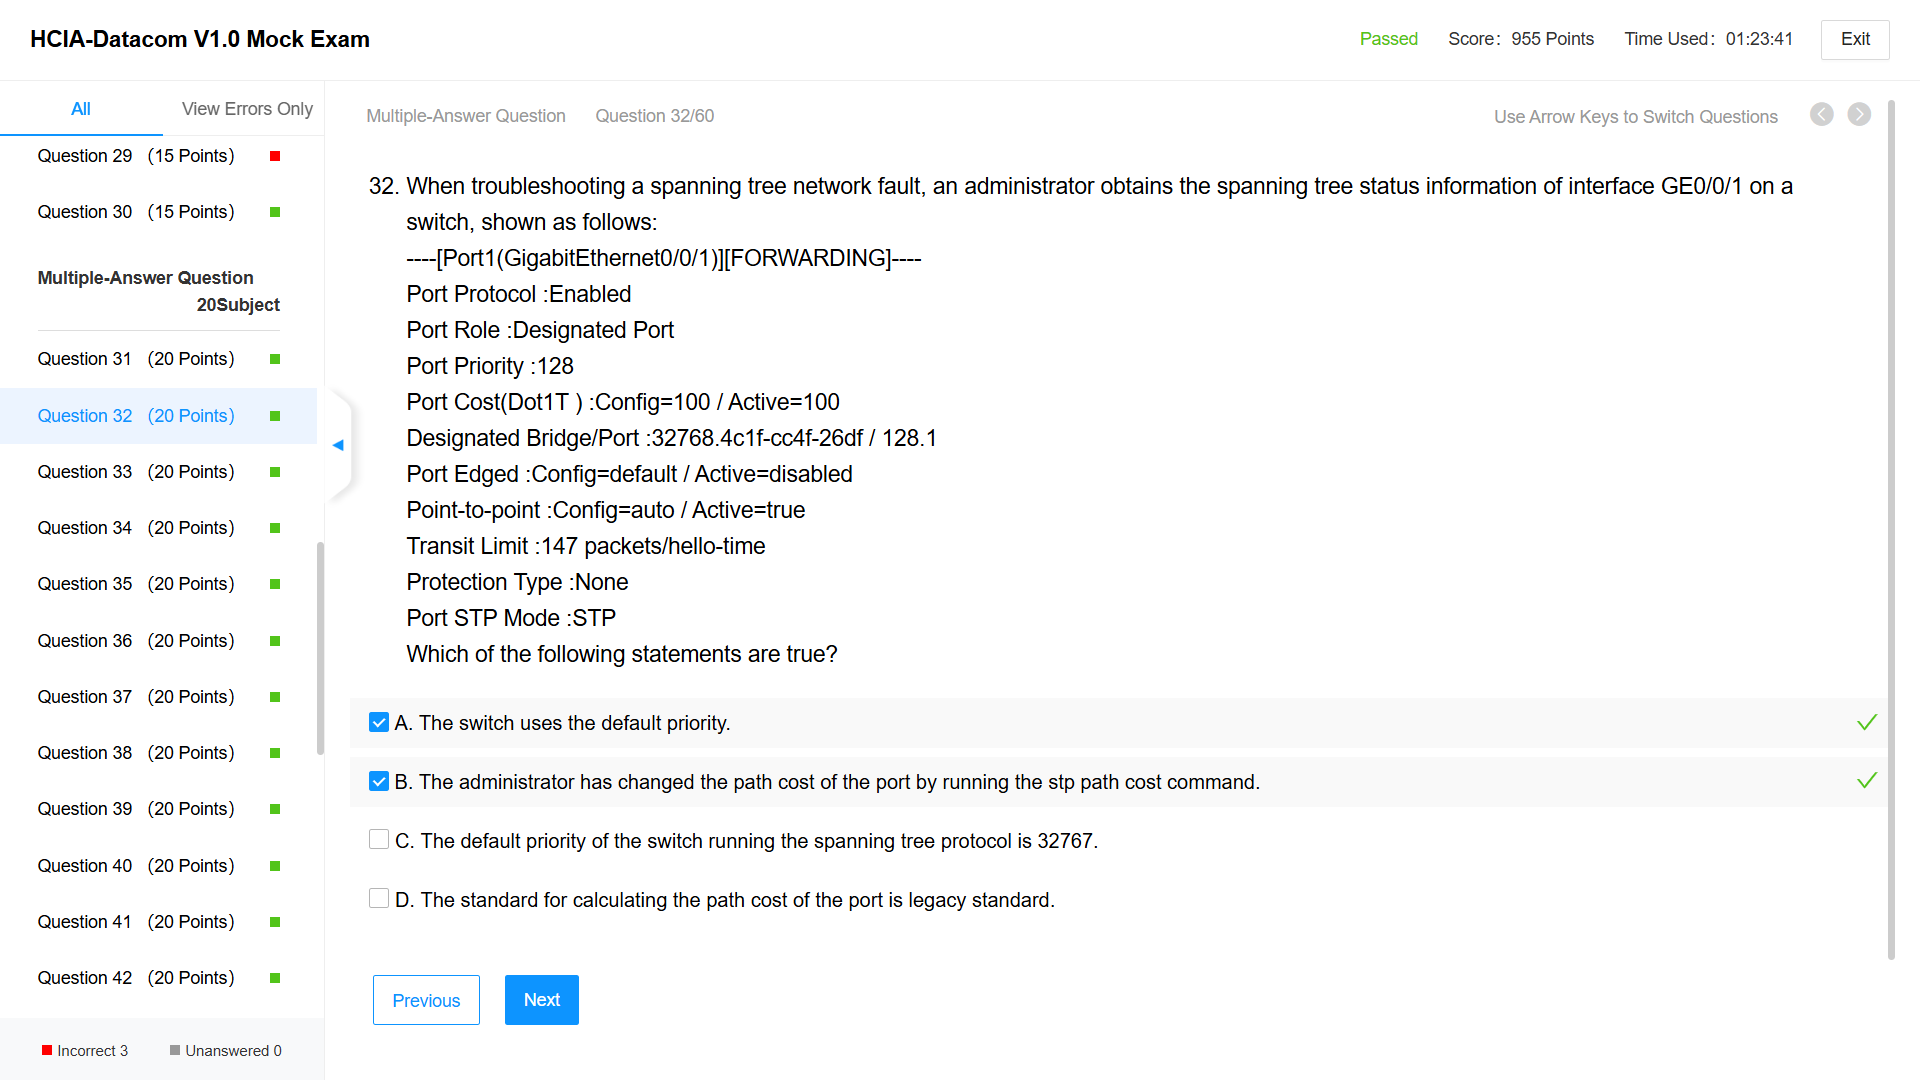 HCIA-Datacom V1.0 Mock Exam
Passed
Score： 955 Points
Time Used： 01:23:41
Exit
All
View Errors Only
Question 29 （15 Points）
Question 30 （15 Points）
Multiple-Answer Question
20Subject
Question 31 （20 Points）
Question 32 （20 Points）
Question 33 （20 Points）
Question 34 （20 Points）
Question 35 （20 Points）
Question 36 （20 Points）
Question 37 （20 Points）
Question 38 （20 Points）
Question 39 （20 Points）
Question 40 （20 Points）
Question 41 （20 Points）
Question 42 （20 Points）
Incorrect 3
Unanswered 0
Multiple-Answer Question
Question 32/60
Use Arrow Keys to Switch Questions
32. When troubleshooting a spanning tree network fault, an administrator obtains the spanning tree status information of interface GE0/0/1 on a
switch, shown as follows:
----[Port1(GigabitEthernet0/0/1)][FORWARDING]----
Port Protocol :Enabled
Port Role :Designated Port
Port Priority :128
Port Cost(Dot1T ) :Config=100 / Active=100
Designated Bridge/Port :32768.4c1f-cc4f-26df / 128.1
Port Edged :Config=default / Active=disabled
Point-to-point :Config=auto / Active=true
Transit Limit :147 packets/hello-time
Protection Type :None
Port STP Mode :STP
Which of the following statements are true?
A. The switch uses the default priority.
B. The administrator has changed the path cost of the port by running the stp path cost command.
C. The default priority of the switch running the spanning tree protocol is 32767.
D. The standard for calculating the path cost of the port is legacy standard.
Previous
Next